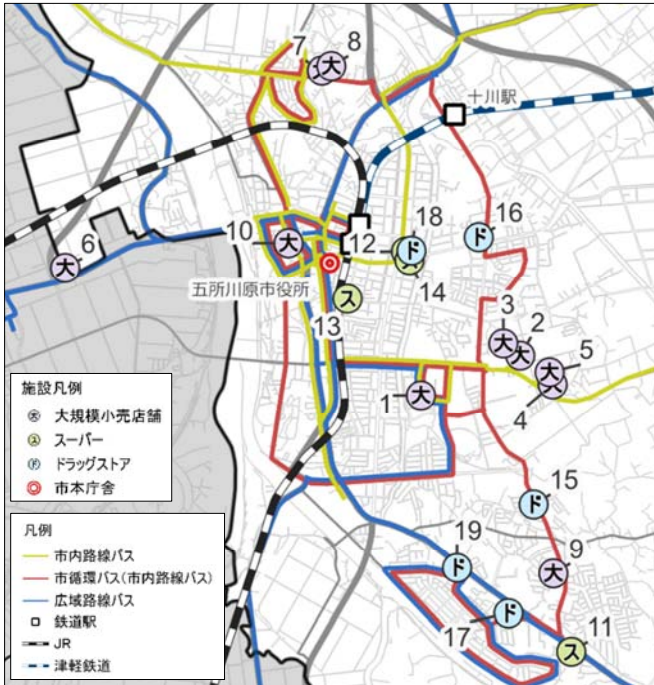 7
8
大
十川駅
18
16
10
大
12
ド
ド
6
大
14
五所川原市役所
ス
13
3
大
2
5
大
1
大
4
施設凡例
大 大規模小売店舗
ス スーパー
ド ドラッグストア
市本庁舎
15
ド
凡例
市内路線バス
市循環バス(市内路線バス)
広域路線バス
鉄道駅
JR
津軽鉄道
19
ド
9
大
17
ド
11
ス